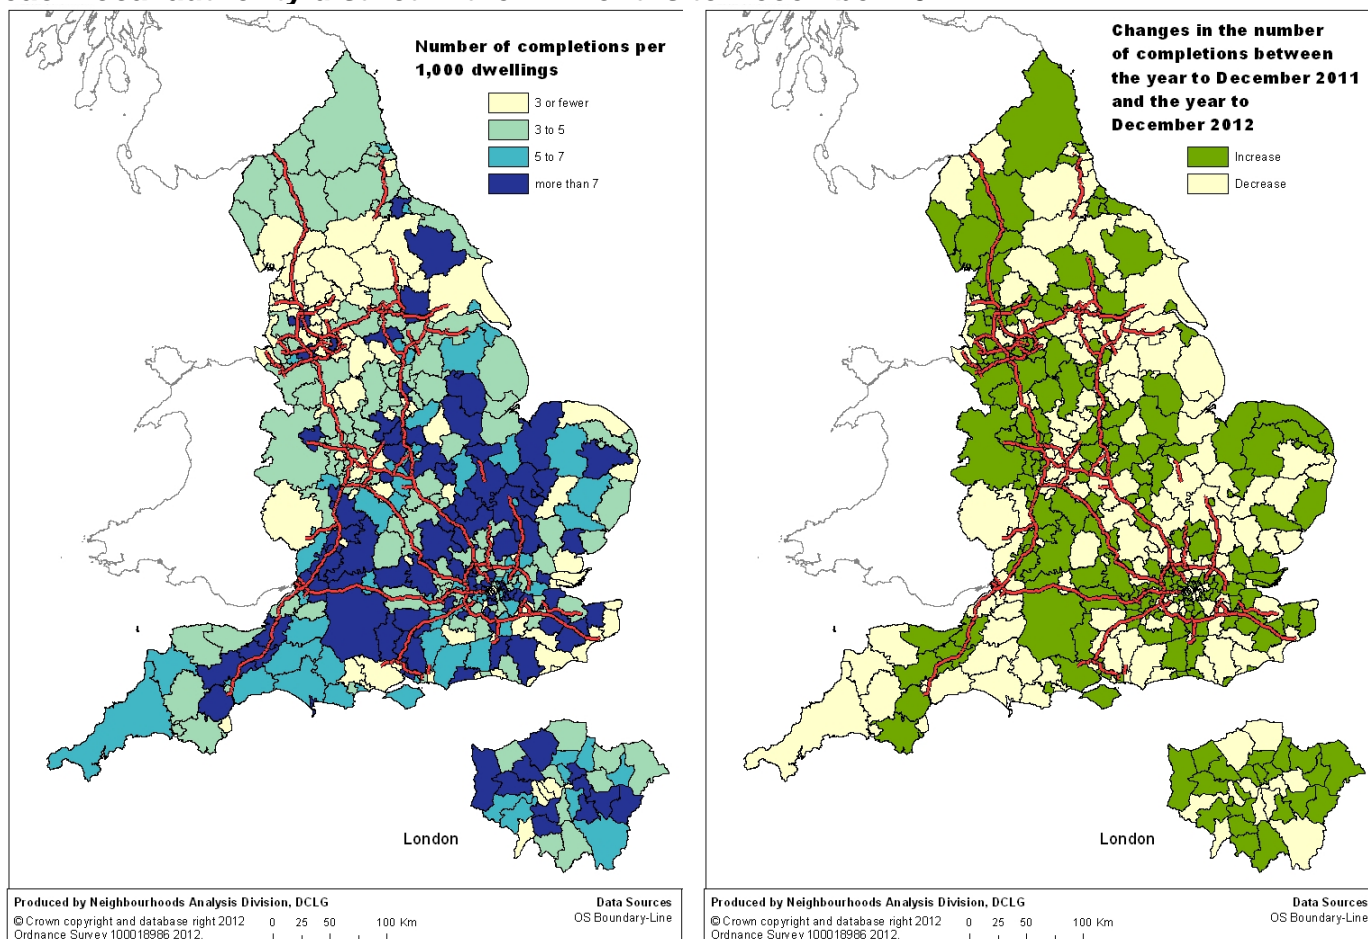 Number of completions per
1,000 dwellings
3 or fewer
3 to 5
5 to 7
more than 7
London
Produced by Neighbourhoods Analysis Division, DCLG
Data Sources
© Crown copyright and database right 2012
0 25 50 100 Km
OS Boundary-Line
Ordnance Survey 100018986 2012.
Changes in the number
of completions between
the year to December 2011
and the year to
December 2012
Increase
Decrease
London
Produced by Neighbourhoods Analysis Division, DCLG
Data Sources
© Crown copyright and database right 2012
0 25 50 100 Km
OS Boundary-Line
Ordnance Survey 100018986 2012.